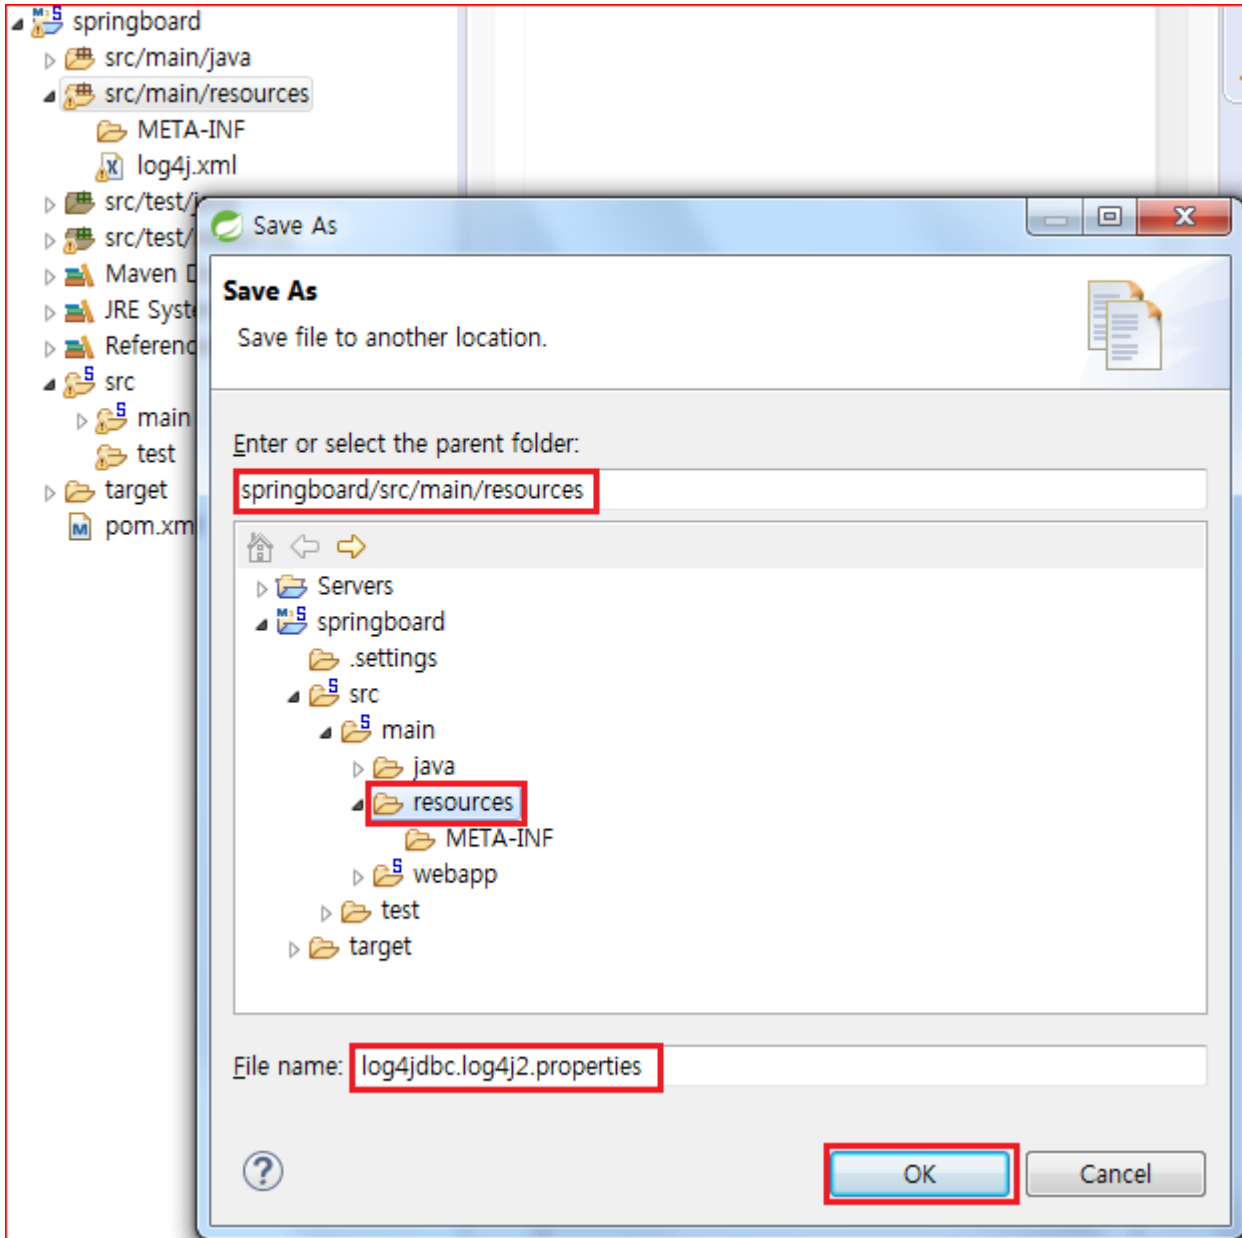 springboard
src/main/java
src/main/resources
META-INF
log4j.xml
src/test/j
src/test/
Maven D
JRE Syste
Referenc
src
main
test
target
pom.xm
Save As
Save As
Save file to another location.
Enter or select the parent folder:
springboard/src/main/resources
Servers
springboard
.settings
src
main
java
resources
META-INF
webapp
test
target
File name: log4jdbc.log4j2.properties
OK Cancel